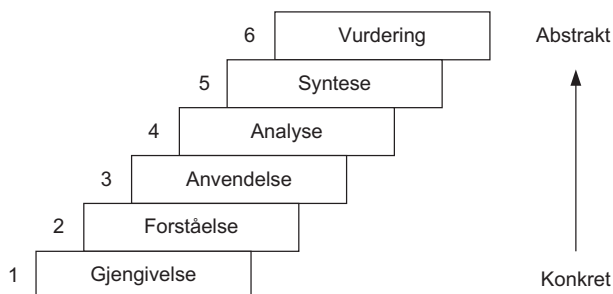 6 Vurdering Abstrakt
5 Syntese
4 Analyse
3 Anvendelse
2 Forståelse
1 Gjengivelse Konkret